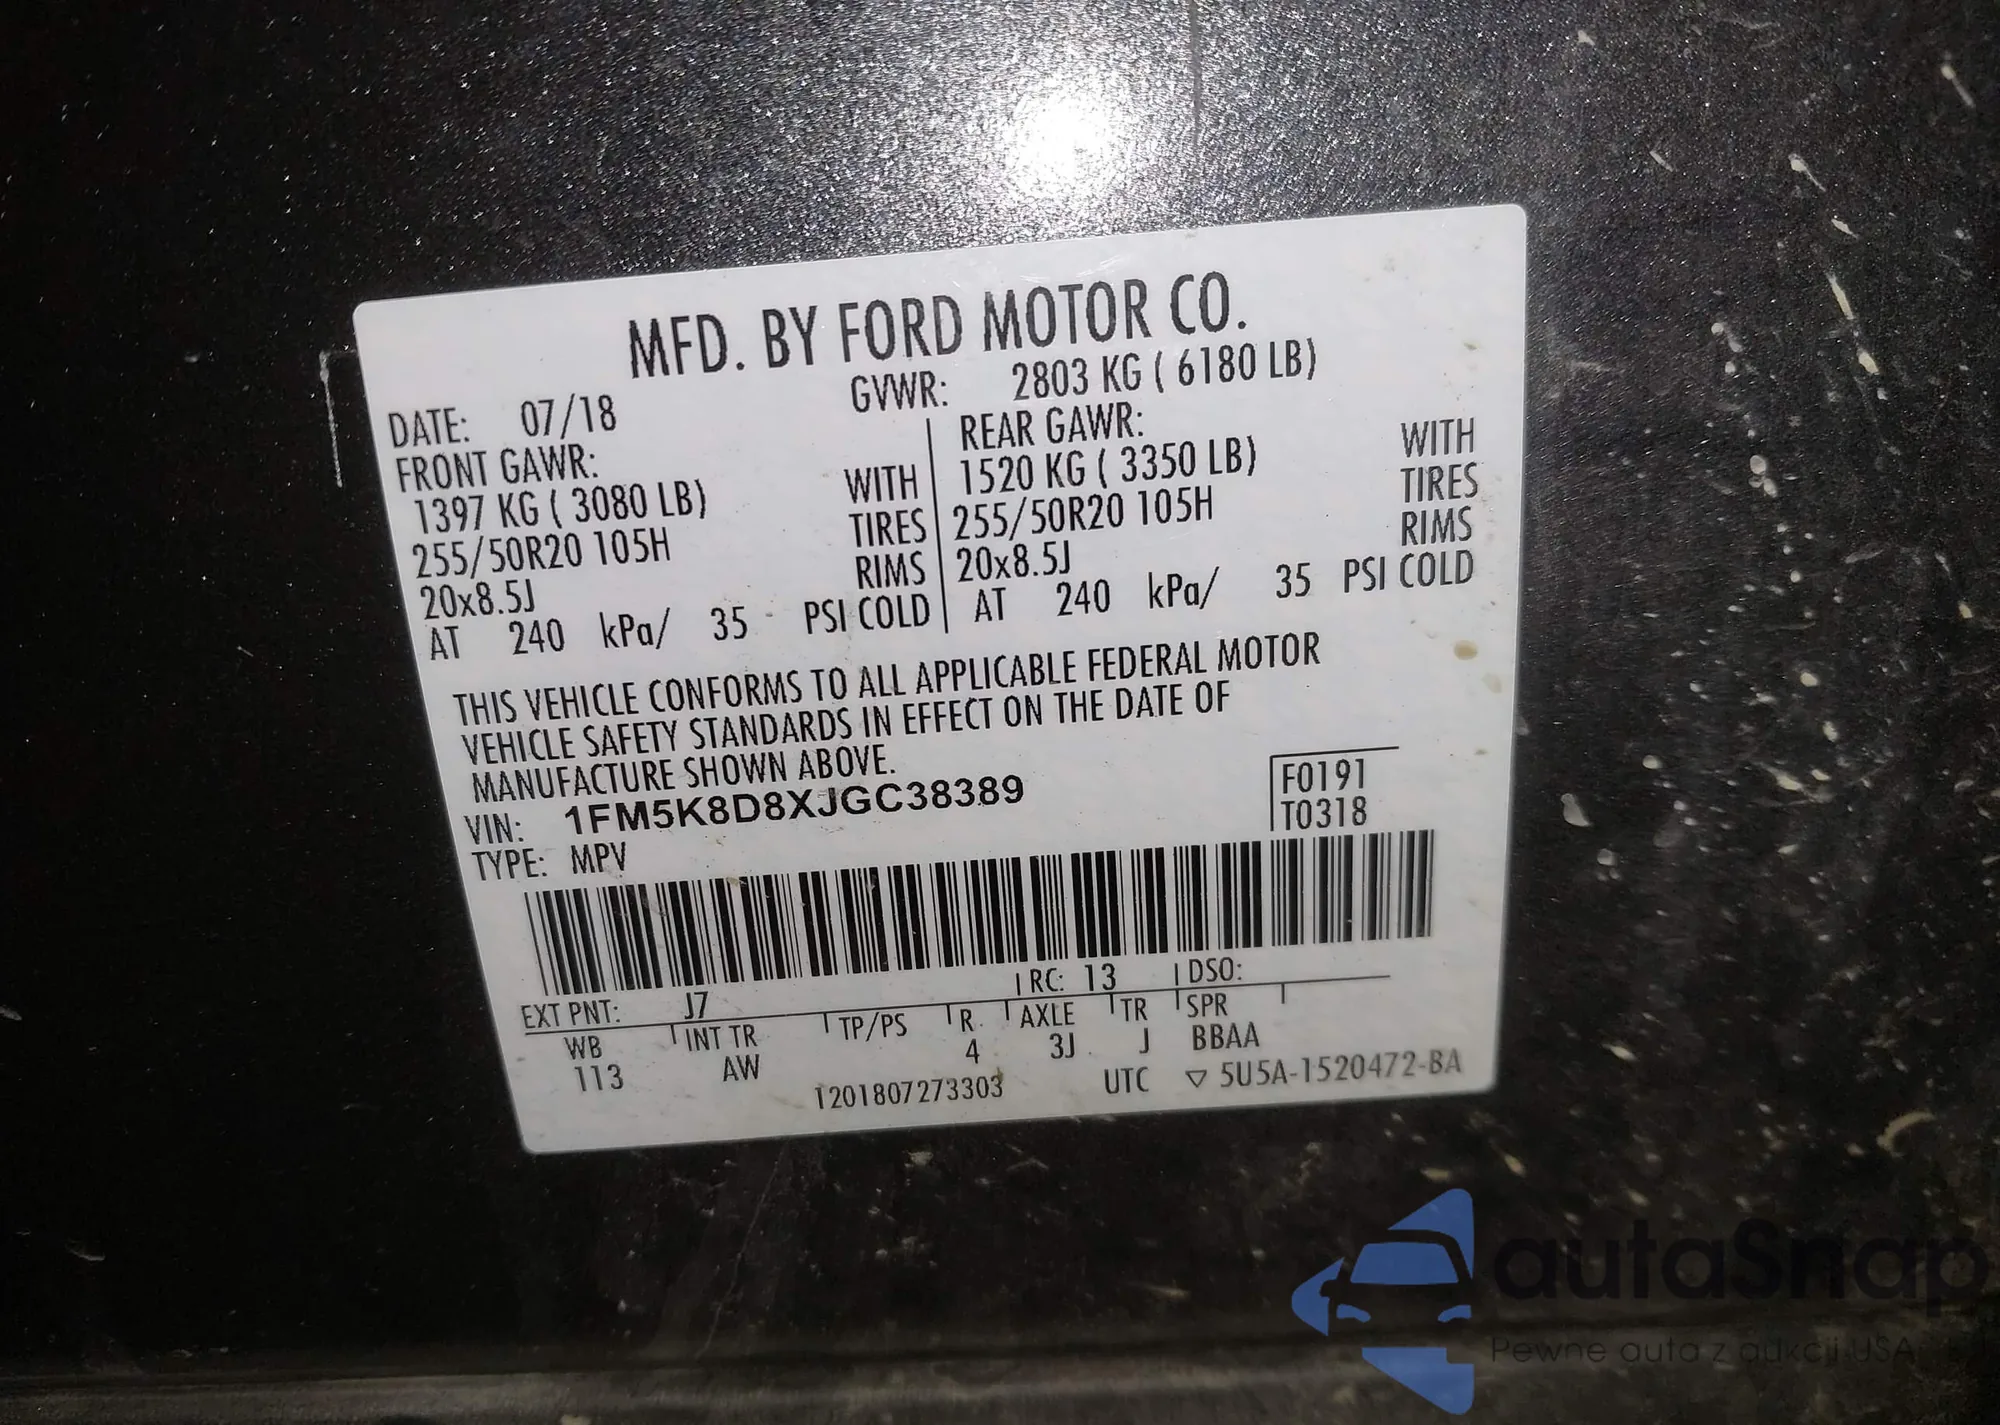 MFD. BY FORD MOTOR CO.
DATE: 07/18 GVWR: 2803 KG ( 6180 LB)
FRONT GAWR: REAR GAWR:
1397 KG ( 3080 LB) WITH 1520 KG ( 3350 LB) WITH
255/50R20 105H TIRES 255/50R20 105H TIRES
20x8.5J RIMS 20x8.5J RIMS
AT 240 kPa/ 35 PSI COLD AT 240 kPa/ 35 PSI COLD
THIS VEHICLE CONFORMS TO ALL APPLICABLE FEDERAL MOTOR
VEHICLE SAFETY STANDARDS IN EFFECT ON THE DATE OF
MANUFACTURE SHOWN ABOVE.
VIN: 1FM5K8D8XJGC38389 F0191
TYPE: MPV T0318
EXT PNT: J7 RC: 13 DSO:
WB INT TR TP/PS R. AXLE TR SPR
113 AW 4 3J J BBAA
1201807273303 UTC ▽ 5U5A-1520472-BA
autaSnap
Pewne auta z aukcji USA